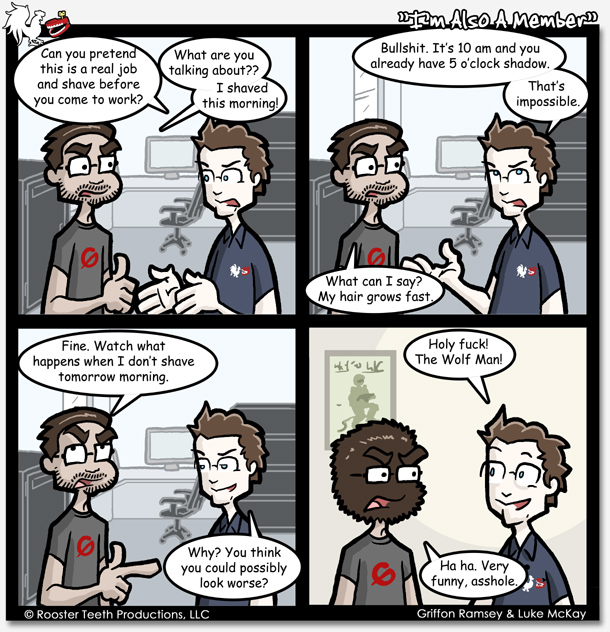 "I'm Also A Member"
Can you pretend
this is a real job
and shave before
you come to work?
What are you
talking about??
I shaved
this morning!
Bullshit. It's 10 am and you
already have 5 o'clock shadow.
That's
impossible.
What can I say?
My hair grows fast.
Fine. Watch what
happens when I don't shave
tomorrow morning.
Why? You think
you could possibly
look worse?
Holy fuck!
The Wolf Man!
Ha ha. Very
funny, asshole.
© Rooster Teeth Productions, LLC
Griffon Ramsey & Luke McKay